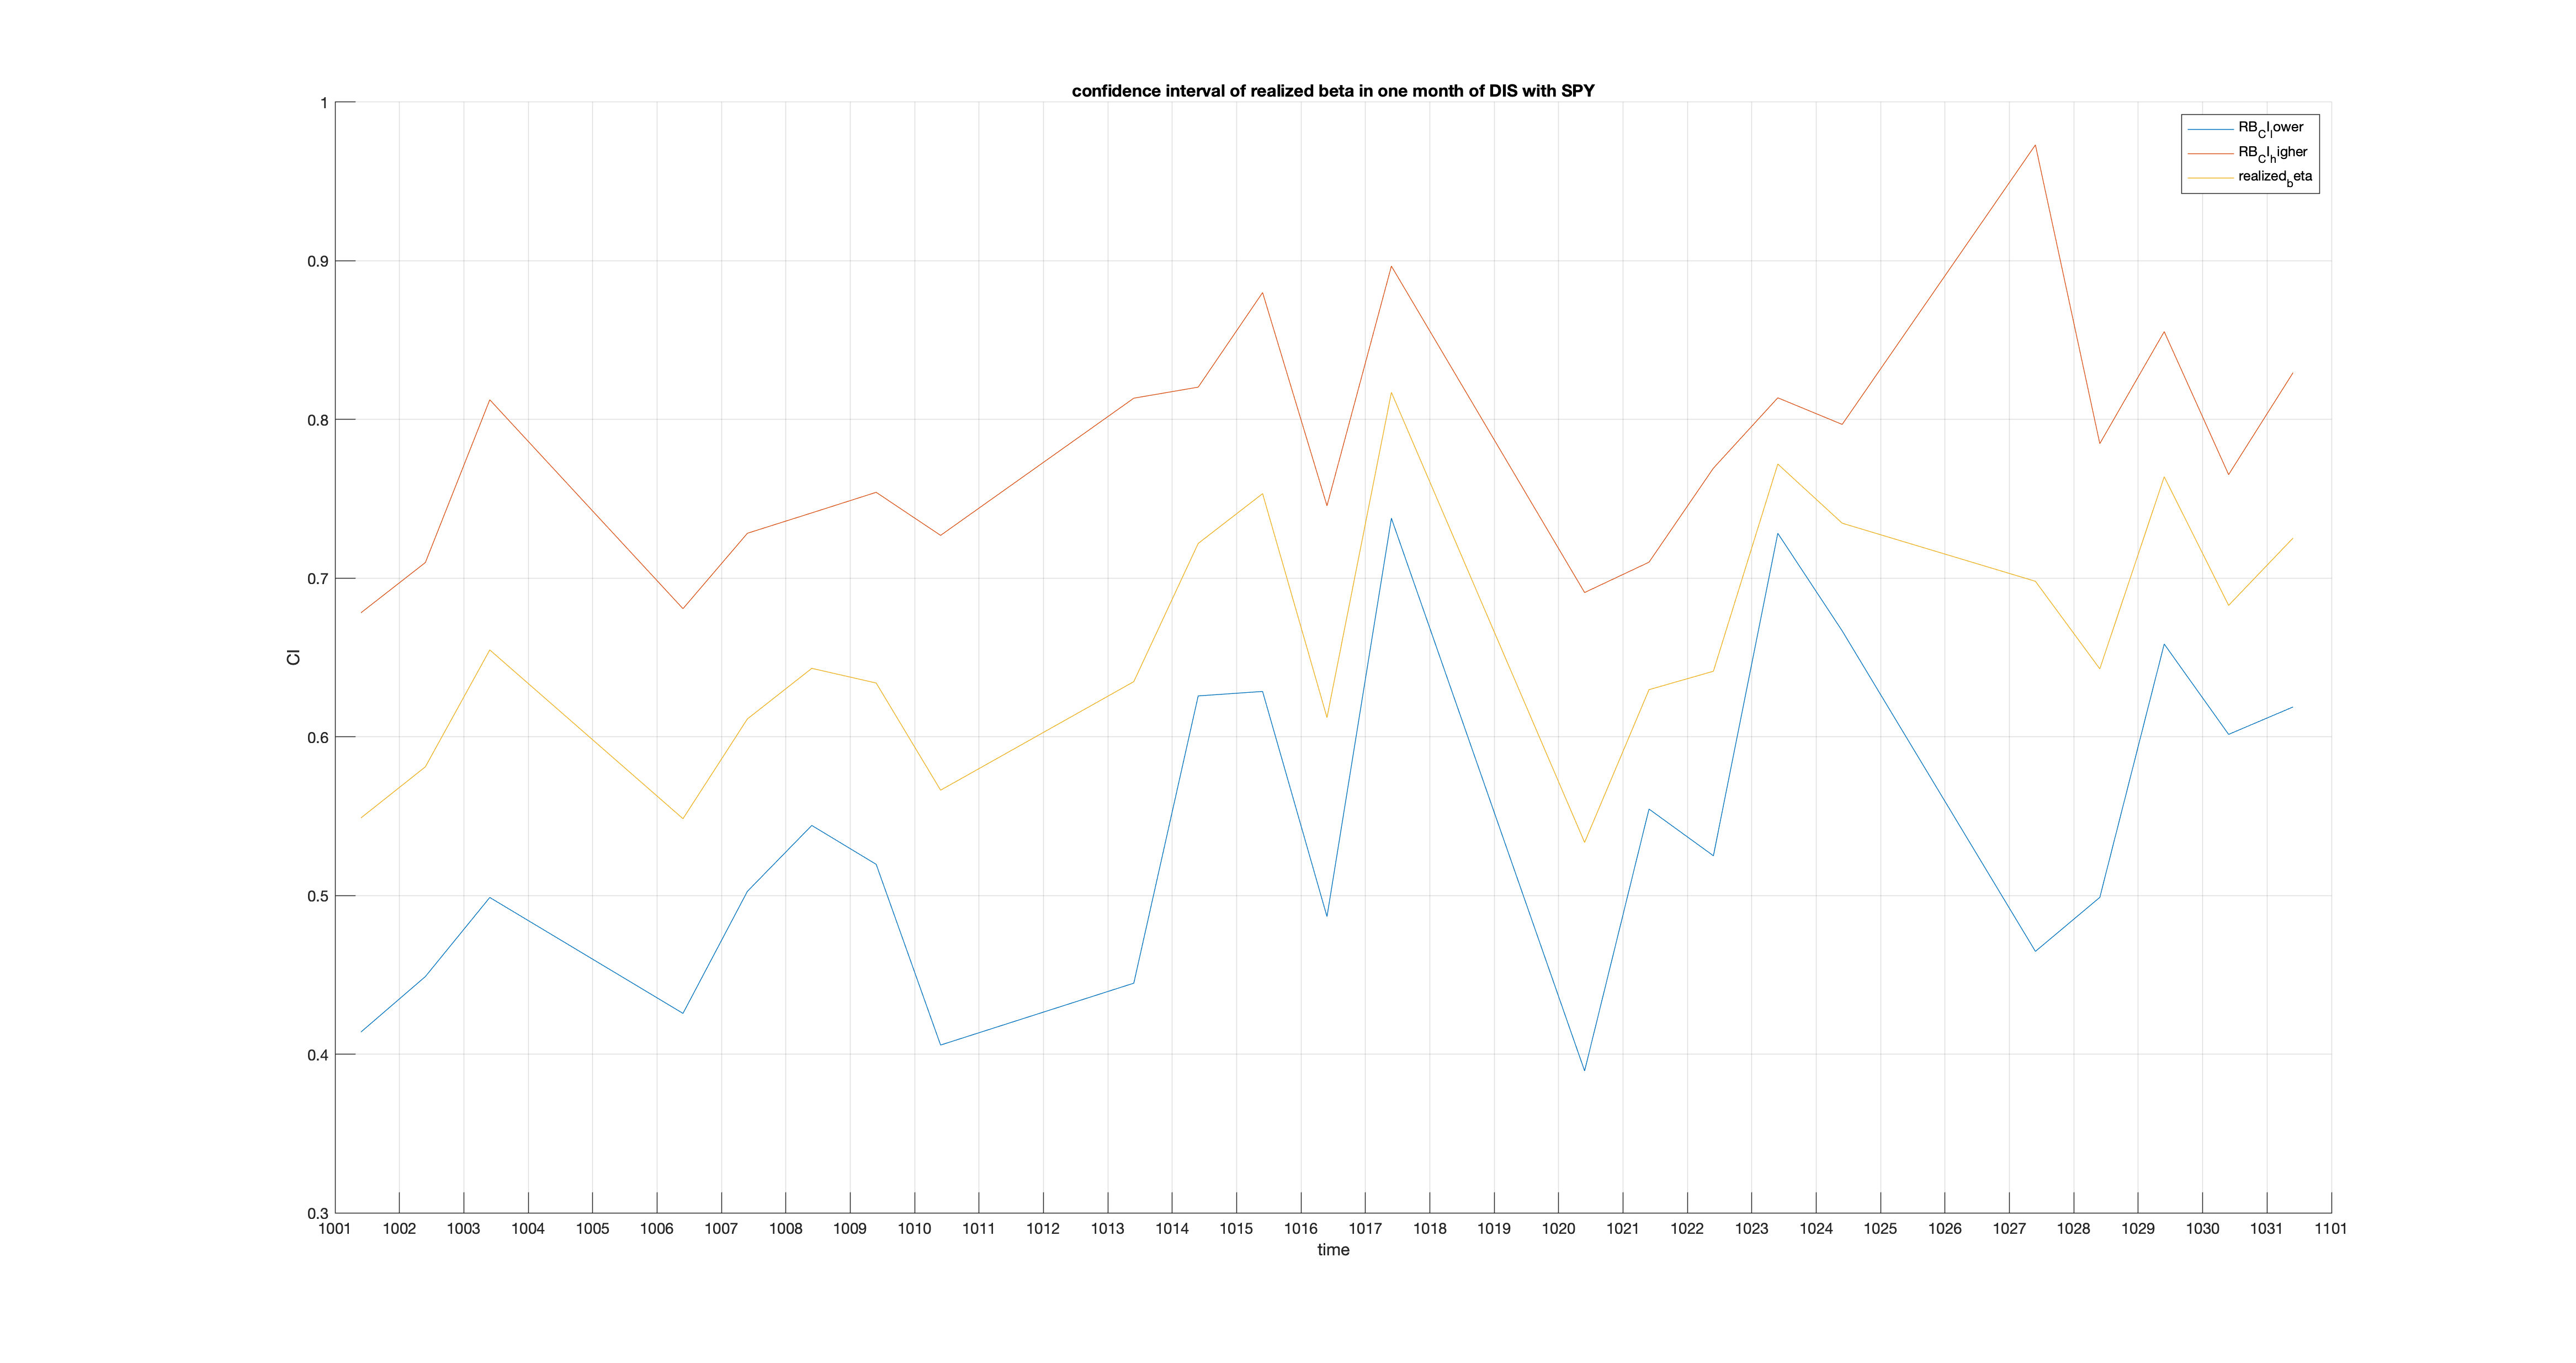 confidence interval of realized beta in one month of DIS with SPY
1
0.9
0.8
0.7
0.6
0.5
0.4
0.3
CI
RB_CI_lower
RB_CI_higher
realized_beta
1001 1002 1003 1004 1005 1006 1007 1008 1009 1010 1011 1012 1013 1014 1015 1016 1017 1018 1019 1020 1021 1022 1023 1024 1025 1026 1027 1028 1029 1030 1031 1101
time